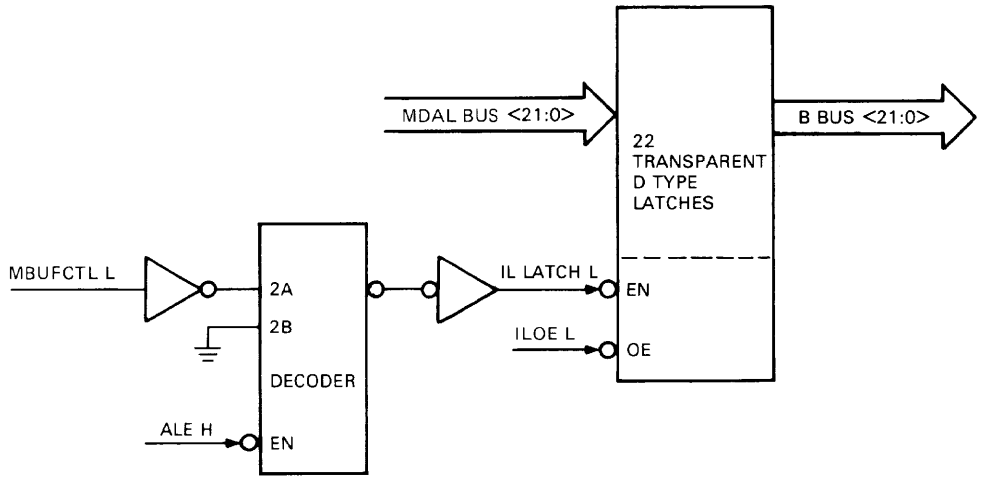 MDAL BUS <21:0>
B BUS <21:0>
22
TRANSPARENT
D TYPE
LATCHES
MBUFCTL L
2A
IL LATCH L
EN
2B
ILOE L
OE
DECODER
ALE H
EN